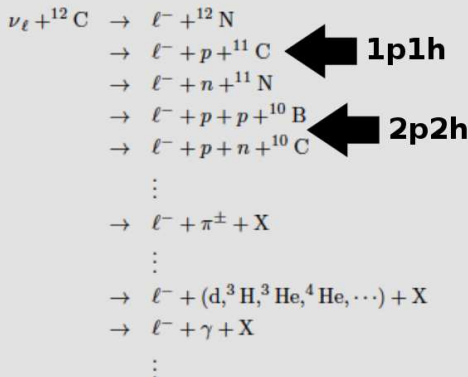 ν_ℓ + ¹²C → ℓ⁻ + ¹²N
→ ℓ⁻ + p + ¹¹C 1p1h
→ ℓ⁻ + n + ¹¹N
→ ℓ⁻ + p + p + ¹⁰B
2p2h
→ ℓ⁻ + p + n + ¹⁰C
⋮
→ ℓ⁻ + π± + X
⋮
→ ℓ⁻ + (d,³H,³He,⁴He,⋯) + X
→ ℓ⁻ + γ + X
⋮